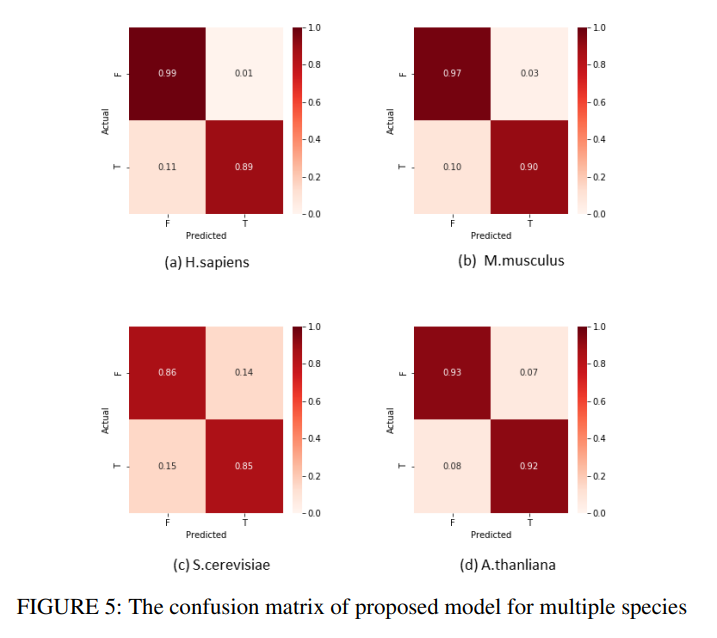 1.0
0.99 0.01
0.8
F
0.6
Actual
0.4
0.11 0.89
T
0.2
0.0
F T
Predicted
(a) H.sapiens
1.0
0.97 0.03
0.8
F
0.6
Actual
0.4
0.10 0.90
T
0.2
0.0
F T
Predicted
(b) M.musculus
1.0
0.86 0.14
0.8
F
0.6
Actual
0.4
0.15 0.85
T
0.2
0.0
F T
Predicted
(c) S.cerevisiae
1.0
0.93 0.07
0.8
F
0.6
Actual
0.4
0.08 0.92
T
0.2
0.0
F T
Predicted
(d) A.thanliana
FIGURE 5: The confusion matrix of proposed model for multiple species